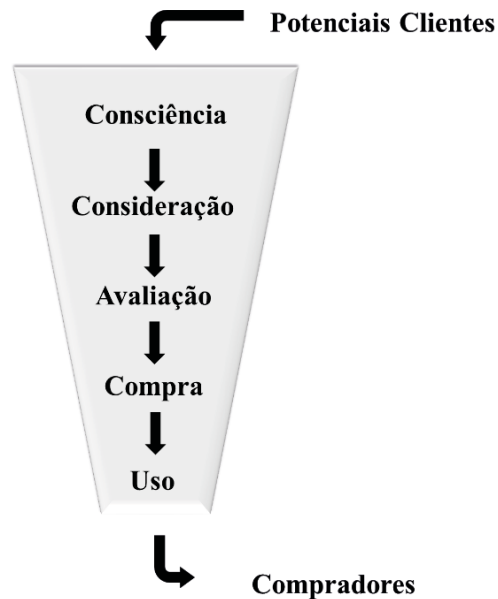 Potenciais Clientes
Consciência
Consideração
Avaliação
Compra
Uso
Compradores